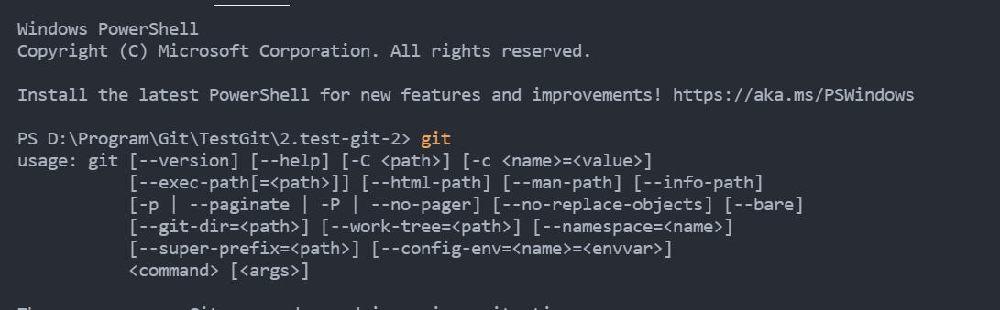 Windows PowerShell
Copyright (C) Microsoft Corporation. All rights reserved.
Install the latest PowerShell for new features and improvements! https://aka.ms/PSWindows
PS D:\Program\Git\TestGit\2.test-git-2> git
usage: git [--version] [--help] [-C <path>] [-c <name>=<value>]
[--exec-path[=<path>]] [--html-path] [--man-path] [--info-path]
[-p | --paginate | -P | --no-pager] [--no-replace-objects] [--bare]
[--git-dir=<path>] [--work-tree=<path>] [--namespace=<name>]
[--super-prefix=<path>] [--config-env=<name>=<envvar>]
<command> [<args>]